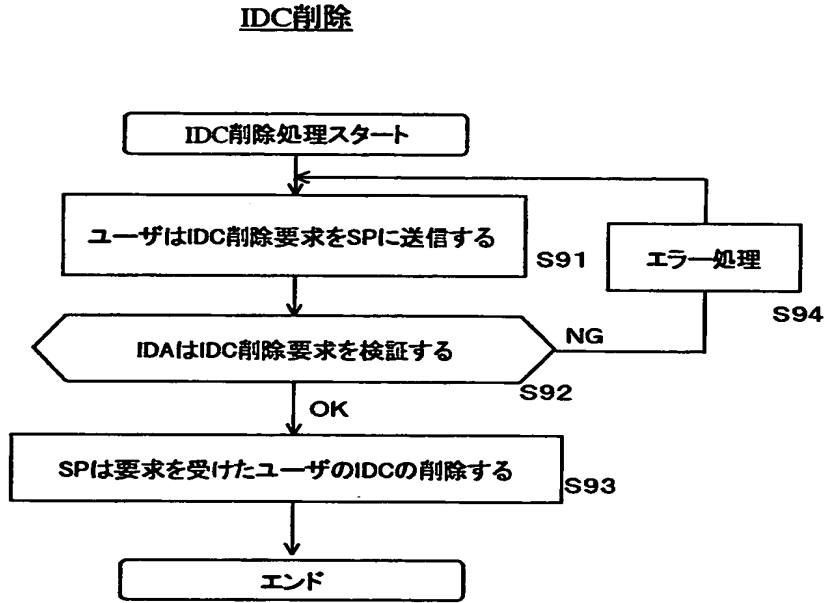 IDC削除
IDC削除処理スタート
ユーザはIDC削除要求をSPに送信する
S91
エラー処理
S94
IDAはIDC削除要求を検証する
NG
S92
OK
SPは要求を受けたユーザのIDCの削除する
S93
エンド